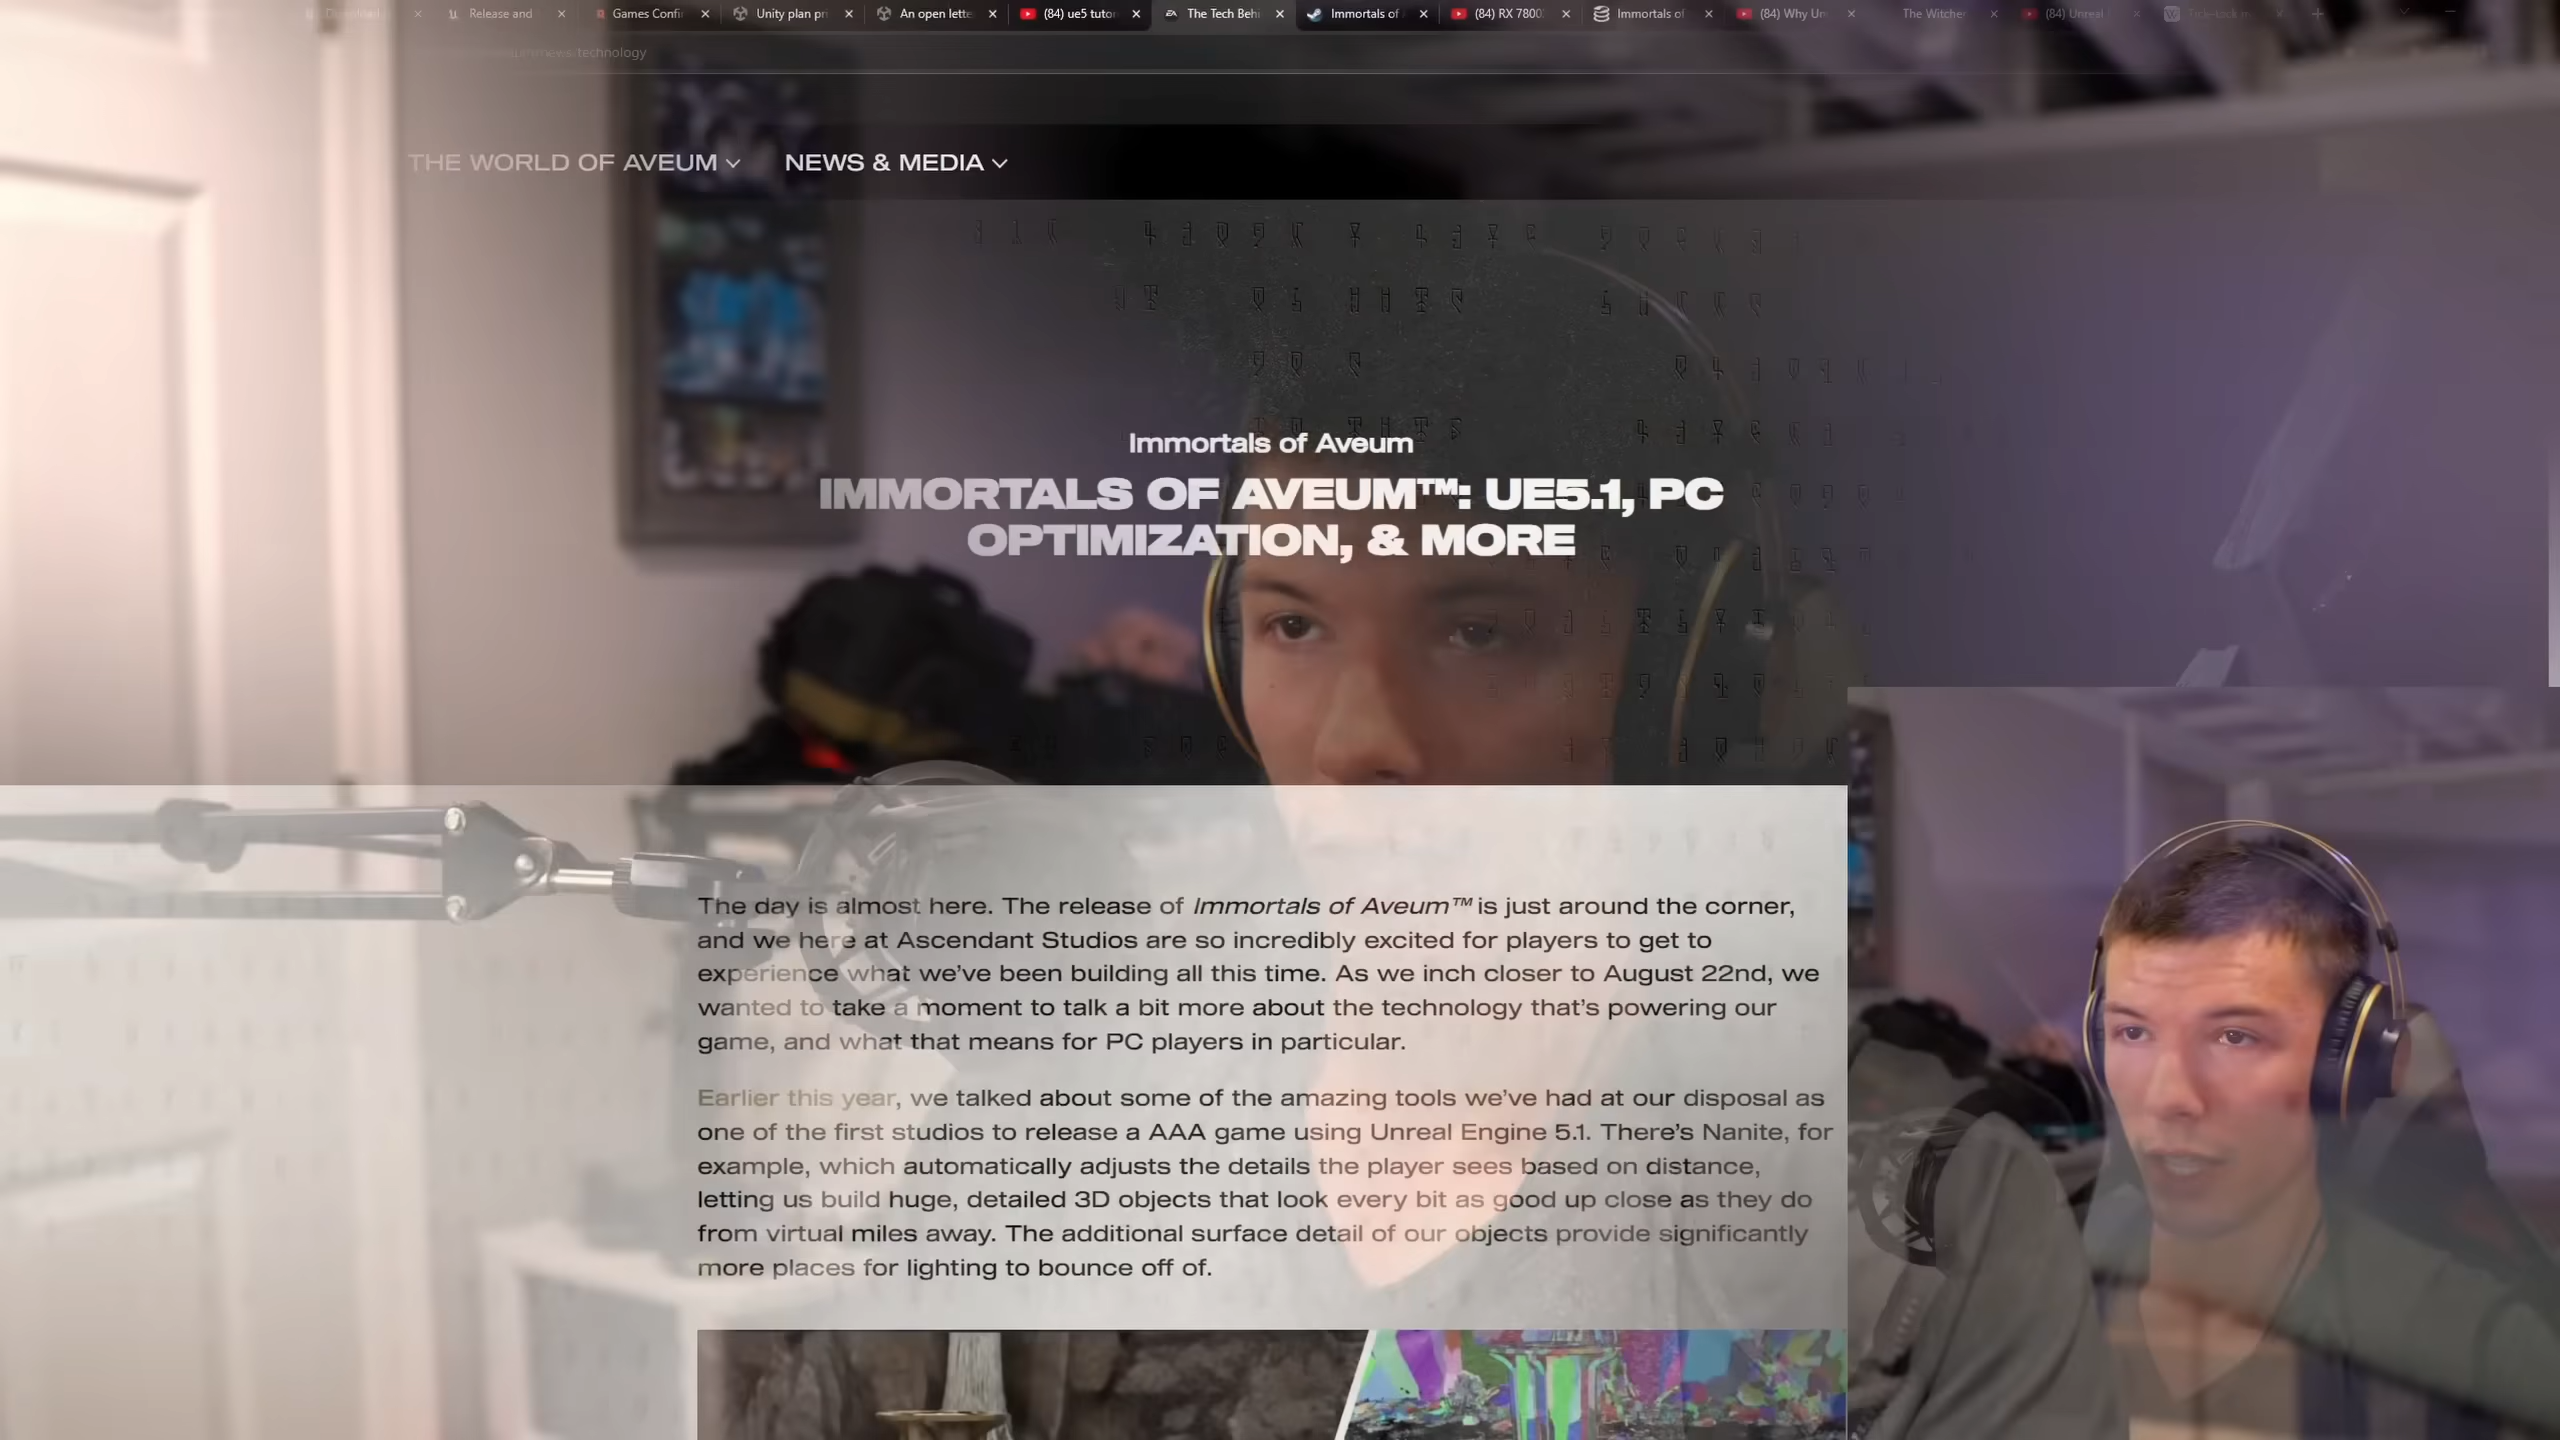 Release and
Games Confi
Unity plan pri
An open lette
(84) ue5 tutor
The Tech Behi
Immortals of
(84) RX 7800
Immortals of
(84) Why Un
The Witcher
(84) Unreal
news/technology
THE WORLD OF AVEUM
NEWS & MEDIA
Immortals of Aveum
IMMORTALS OF AVEUM™: UE5.1, PC
OPTIMIZATION, & MORE
The day is almost here. The release of Immortals of Aveum™ is just around the corner,
and we here at Ascendant Studios are so incredibly excited for players to get to
experience what we've been building all this time. As we inch closer to August 22nd, we
wanted to take a moment to talk a bit more about the technology that's powering our
game, and what that means for PC players in particular.
Earlier this year, we talked about some of the amazing tools we've had at our disposal as
one of the first studios to release a AAA game using Unreal Engine 5.1. There's Nanite, for
example, which automatically adjusts the details the player sees based on distance,
letting us build huge, detailed 3D objects that look every bit as good up close as they do
from virtual miles away. The additional surface detail of our objects provide significantly
more places for lighting to bounce off of.